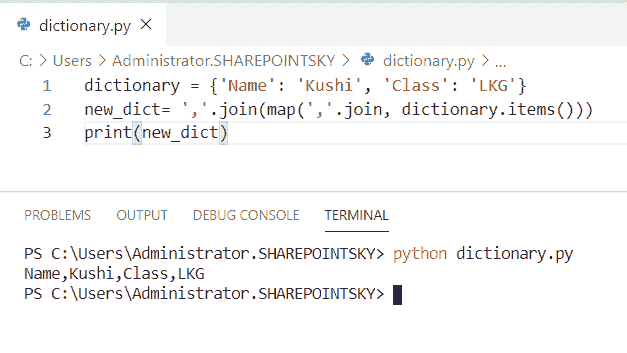 dictionary.py ×
C: > Users > Administrator.SHAREPOINTSKY > dictionary.py > ...
1 dictionary = {'Name': 'Kushi', 'Class': 'LKG'}
2 new_dict= ','.join(map(','.join, dictionary.items()))
3 print(new_dict)
PROBLEMS OUTPUT DEBUG CONSOLE TERMINAL
PS C:\Users\Administrator.SHAREPOINTSKY> python dictionary.py
Name,Kushi,Class,LKG
PS C:\Users\Administrator.SHAREPOINTSKY>